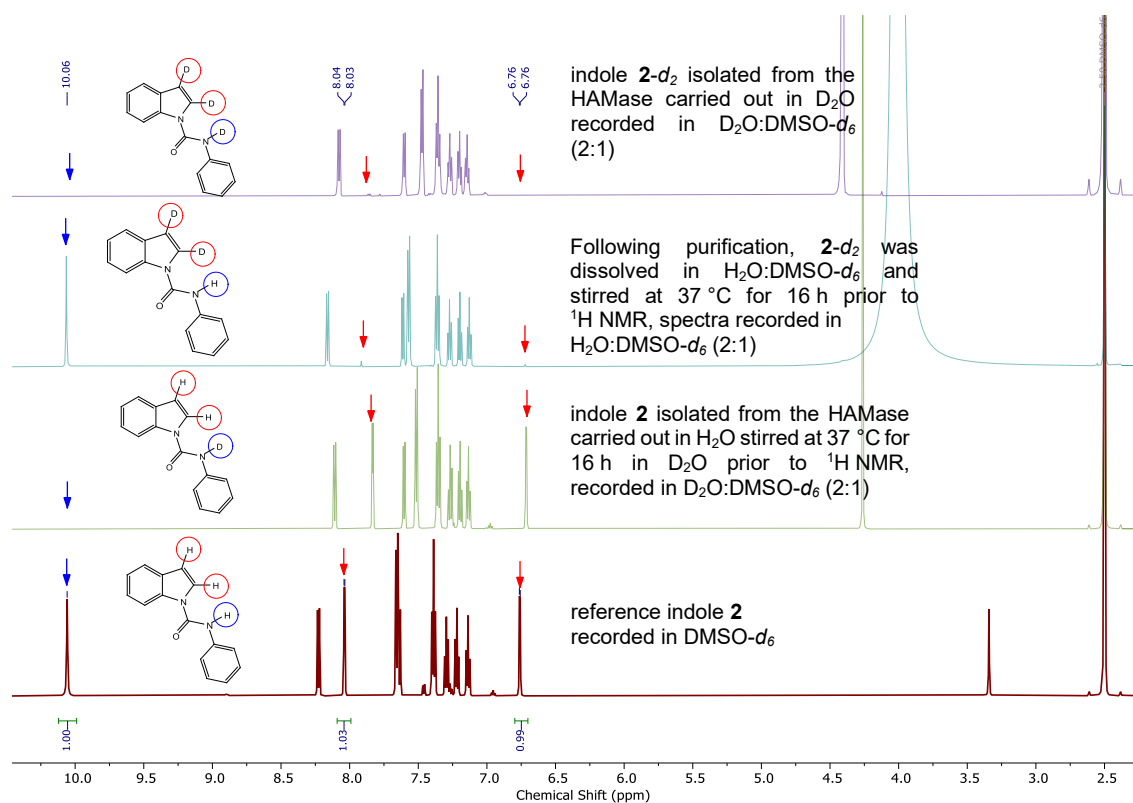 10.06
8.04
8.03
6.76
6.76
2.50 DMSO-d6
D
D
D
N
N
O
indole 2-d2 isolated from the
HAMase carried out in D2O
recorded in D2O:DMSO-d6
(2:1)
D
D
H
N
N
O
Following purification, 2-d2 was
dissolved in H2O:DMSO-d6 and
stirred at 37 °C for 16 h prior to
1H NMR, spectra recorded in
H2O:DMSO-d6 (2:1)
H
H
D
N
N
O
indole 2 isolated from the HAMase
carried out in H2O stirred at 37 °C for
16 h in D2O prior to 1H NMR,
recorded in D2O:DMSO-d6 (2:1)
H
H
H
N
N
O
reference indole 2
recorded in DMSO-d6
1.00
1.03
0.99
10.0 9.5 9.0 8.5 8.0 7.5 7.0 6.5 6.0 5.5 5.0 4.5 4.0 3.5 3.0 2.5
Chemical Shift (ppm)